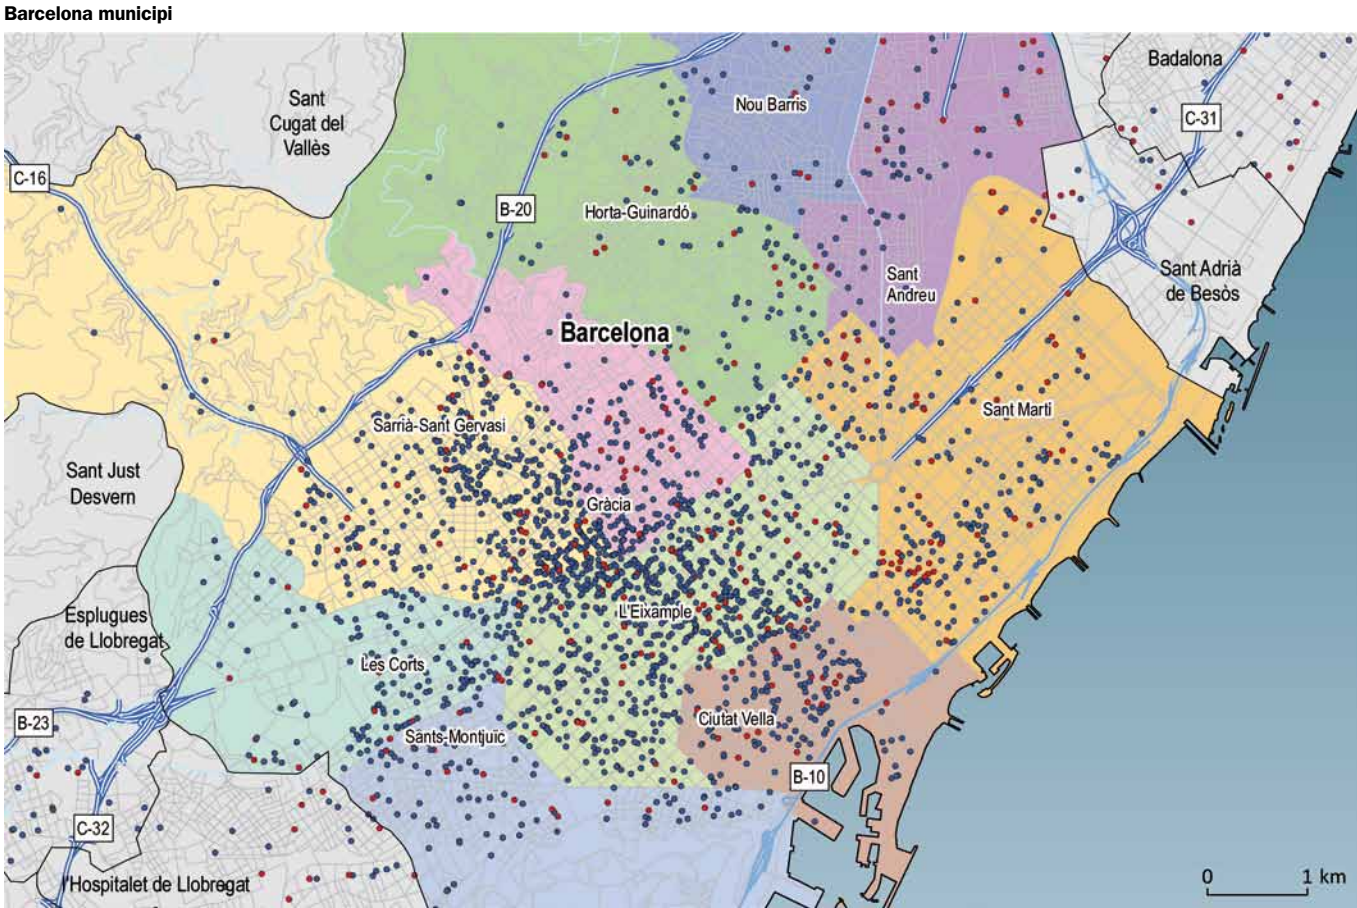 Barcelona municipi
Badalona
Nou Barris
Sant
Cugat del
Vallès
C-31
C-16
B-20
Horta-Guinardó
Sant Adrià
de Besòs
Sant
Andreu
Barcelona
Sant Martí
Sarrià-Sant Gervasi
Sant Just
Desvern
Gràcia
Esplugues
de Llobregat
L'Eixample
Les Corts
B-23
Ciutat Vella
Sants-Montjuïc
B-10
C-32
l'Hospitalet de Llobregat
0 1 km